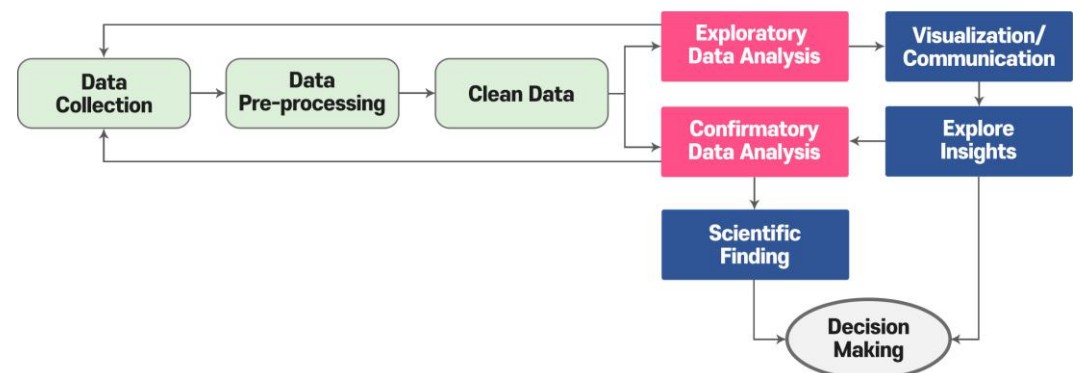 Data
Collection
Data
Pre-processing
Clean Data
Exploratory
Data Analysis
Visualization/
Communication
Confirmatory
Data Analysis
Explore
Insights
Scientific
Finding
Decision
Making